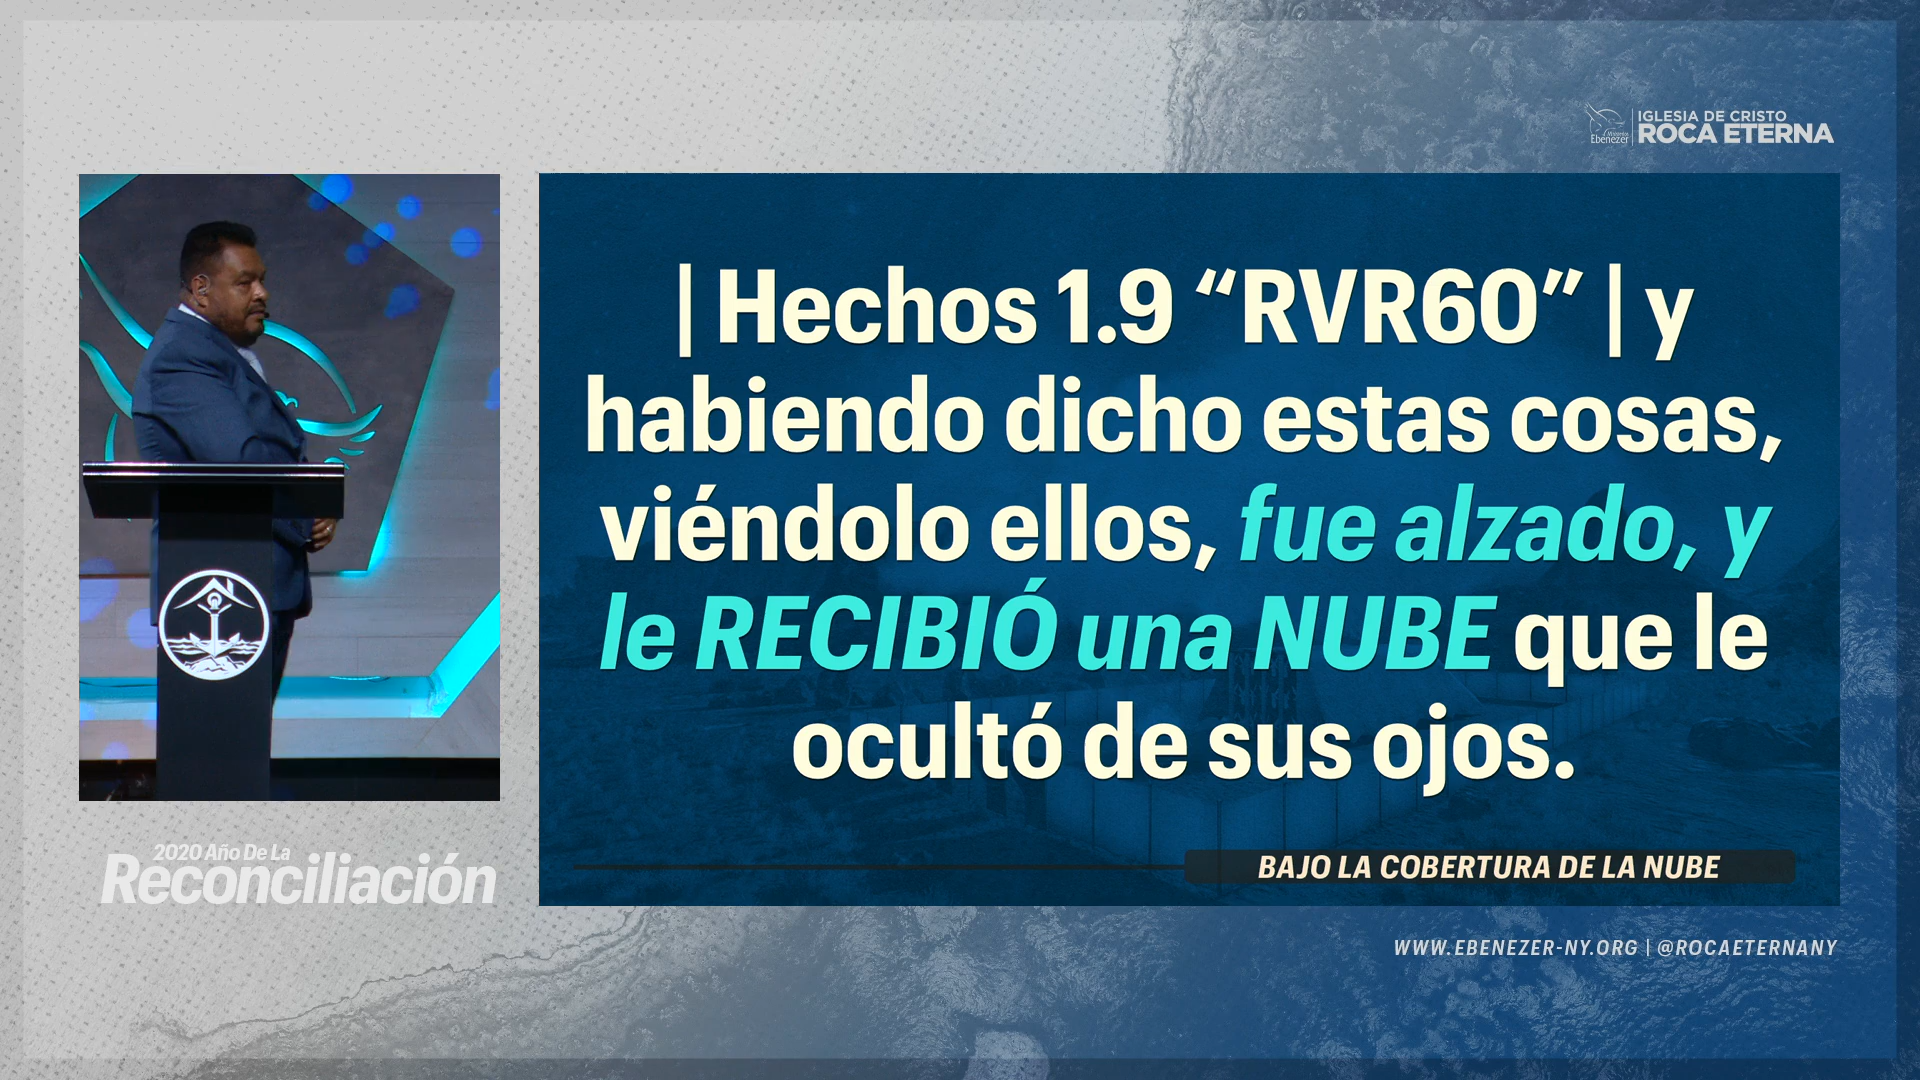 IGLESIA DE CRISTO
ROCA ETERNA
Ebenezer
| Hechos 1.9 “RVR60” | y
habiendo dicho estas cosas,
viéndolo ellos, fue alzado, y
le RECIBIÓ una NUBE que le
ocultó de sus ojos.
BAJO LA COBERTURA DE LA NUBE
2020 Año De La
Reconciliación
WWW.EBENEZER-NY.ORG | @ROCAETERNANY